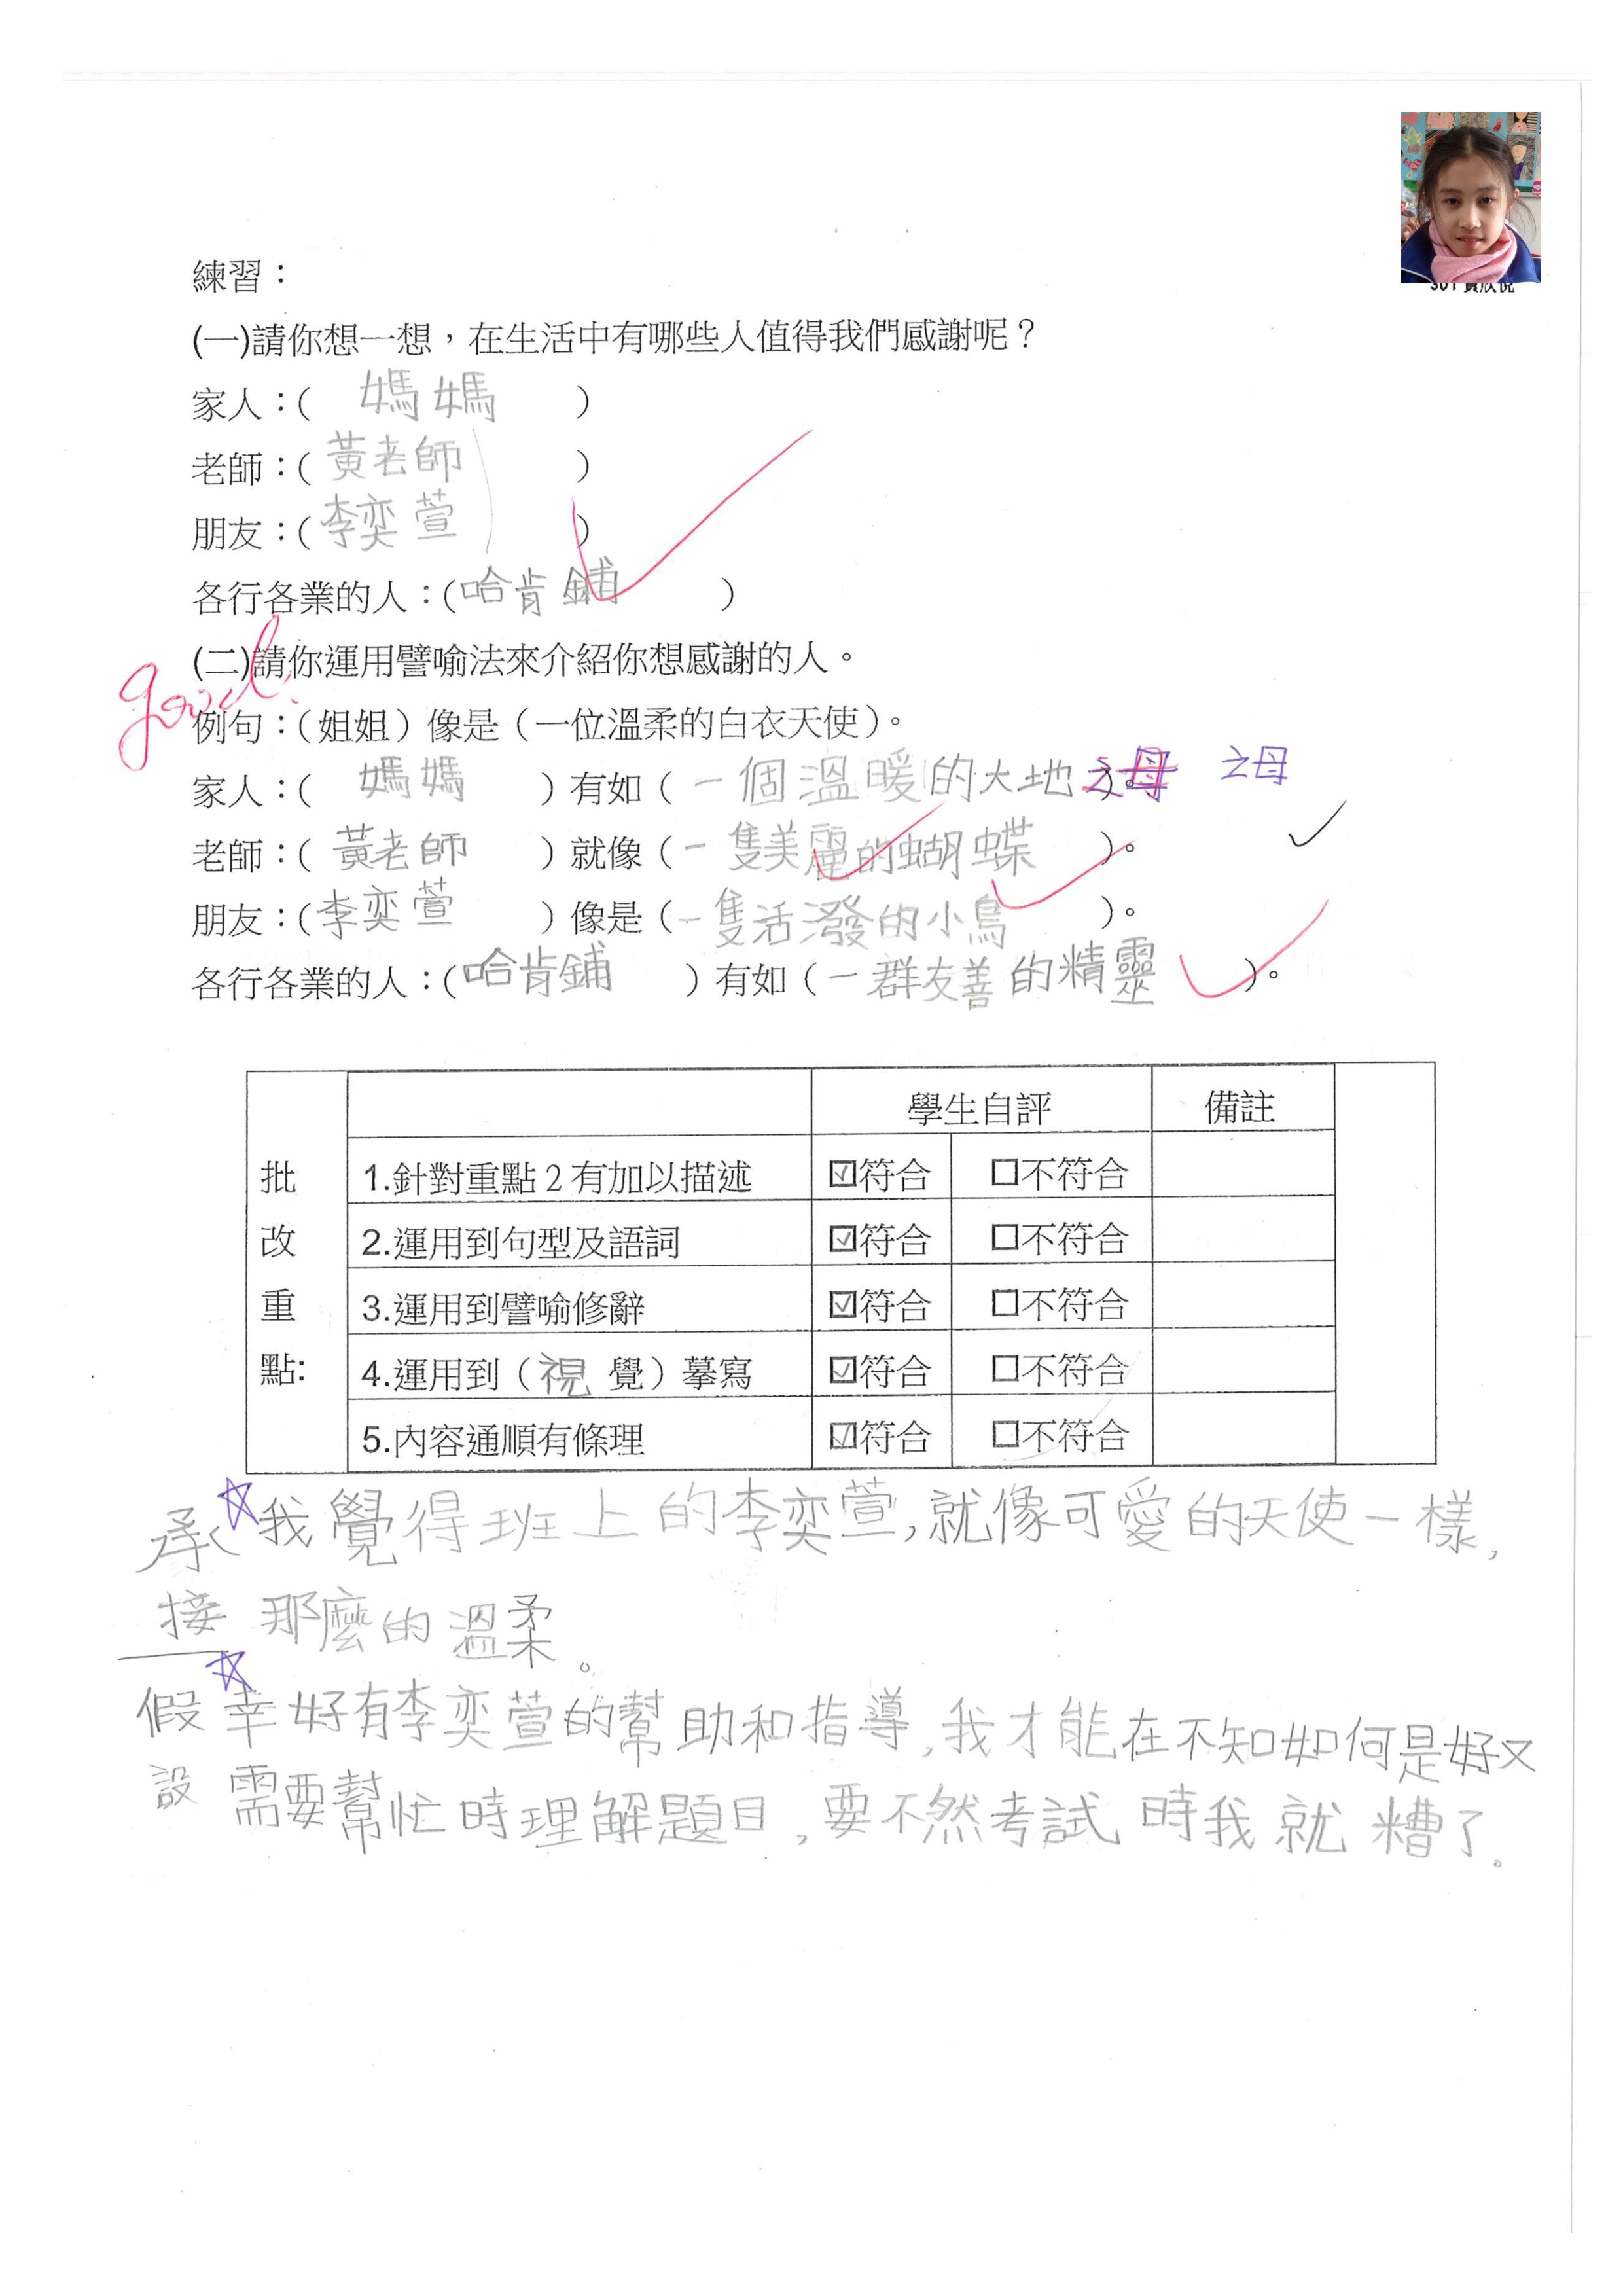 練習：
(一)請你想一想，在生活中有哪些人值得我們感謝呢？
家人：( 媽媽 )
老師：( 黃老師 )
朋友：( 李奕萱 )
各行各業的人：(哈肯鋪 )
(二)請你運用譬喻法來介紹你想感謝的人。
good!
例句：（姐姐）像是（一位溫柔的白衣天使）。
家人：( 媽媽 ) 有如（一個溫暖的大地之母）。 之母
老師：( 黃老師 ) 就像（一隻美麗的蝴蝶 ）。
朋友：(李奕萱 ) 像是（一隻活潑的小鳥 ）。
各行各業的人：(哈肯鋪 ) 有如（一群友善的精靈 ）。
學生自評 備註
批改重點:
1.針對重點2有加以描述 ☑符合 □不符合
2.運用到句型及語詞 ☑符合 □不符合
3.運用到譬喻修辭 ☑符合 □不符合
4.運用到（視覺）摹寫 ☑符合 □不符合
5.內容通順有條理 ☑符合 □不符合
承 ☆我覺得班上的李奕萱,就像可愛的天使一樣,
接 那麼的溫柔。
假 ☆幸好有李奕萱的幫助和指導,我才能在不知如何是好又
設 需要幫忙時理解題目,要不然考試時我就糟了。